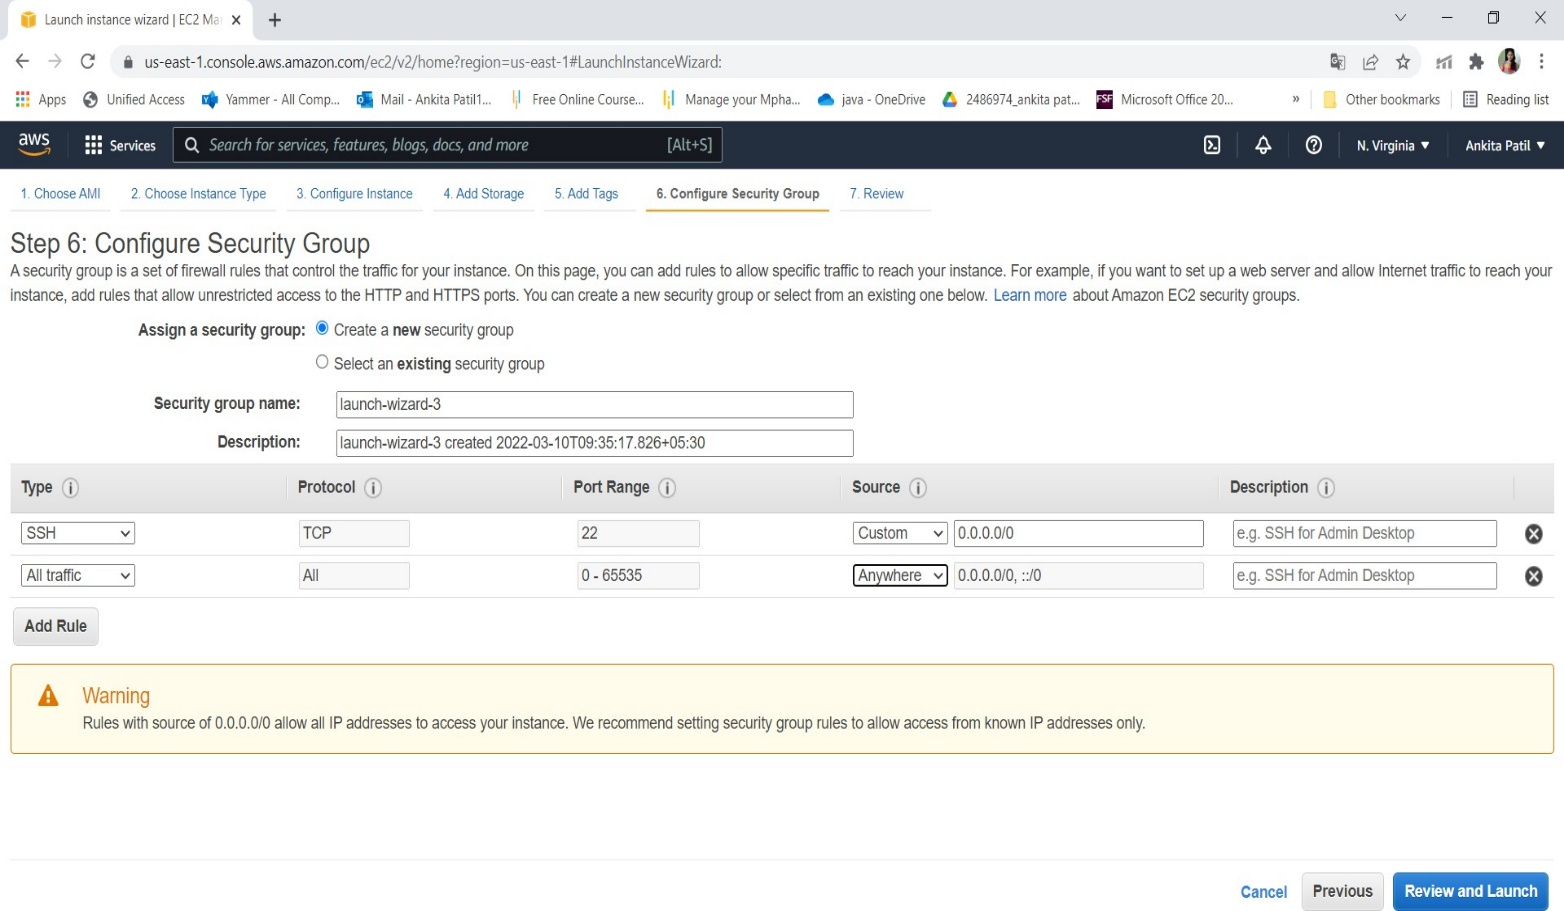 Launch instance wizard | EC2 Ma
us-east-1.console.aws.amazon.com/ec2/v2/home?region=us-east-1#LaunchInstanceWizard:
Apps Unified Access Yammer - All Comp... Mail - Ankita Patil1... Free Online Course... Manage your Mpha... java - OneDrive 2486974_ankita pat... FSF Microsoft Office 20... » Other bookmarks Reading list
aws Services Search for services, features, blogs, docs, and more [Alt+S] N. Virginia ▼ Ankita Patil ▼
1. Choose AMI 2. Choose Instance Type 3. Configure Instance 4. Add Storage 5. Add Tags 6. Configure Security Group 7. Review
Step 6: Configure Security Group
A security group is a set of firewall rules that control the traffic for your instance. On this page, you can add rules to allow specific traffic to reach your instance. For example, if you want to set up a web server and allow Internet traffic to reach your
instance, add rules that allow unrestricted access to the HTTP and HTTPS ports. You can create a new security group or select from an existing one below. Learn more about Amazon EC2 security groups.
Assign a security group: Create a new security group
Select an existing security group
Security group name: launch-wizard-3
Description: launch-wizard-3 created 2022-03-10T09:35:17.826+05:30
Type i Protocol i Port Range i Source i Description i
SSH TCP 22 Custom 0.0.0.0/0 e.g. SSH for Admin Desktop
All traffic All 0 - 65535 Anywhere 0.0.0.0/0, ::/0 e.g. SSH for Admin Desktop
Add Rule
Warning
Rules with source of 0.0.0.0/0 allow all IP addresses to access your instance. We recommend setting security group rules to allow access from known IP addresses only.
Cancel Previous Review and Launch